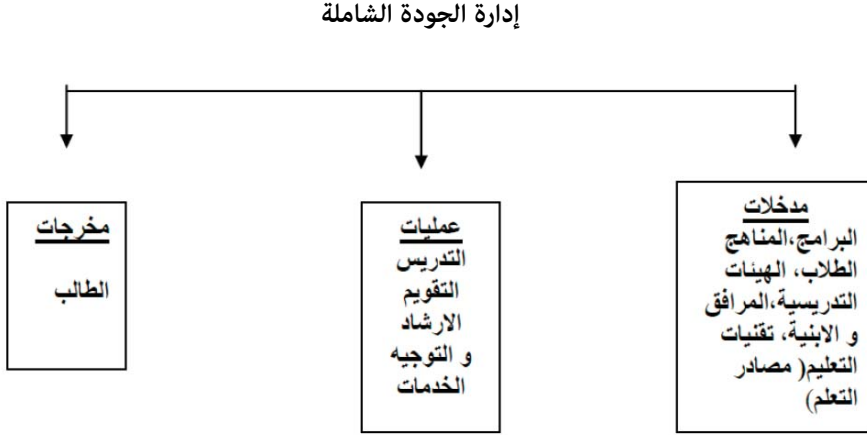 إدارة الجودة الشاملة
مدخلات
البرامج،المناهج
الطلاب، الهيئات
التدريسية،المرافق
و الابنية، تقنيات
التعليم( مصادر
التعلم)
عمليات
التدريس
التقويم
الارشاد
و التوجيه
الخدمات
مخرجات
الطالب